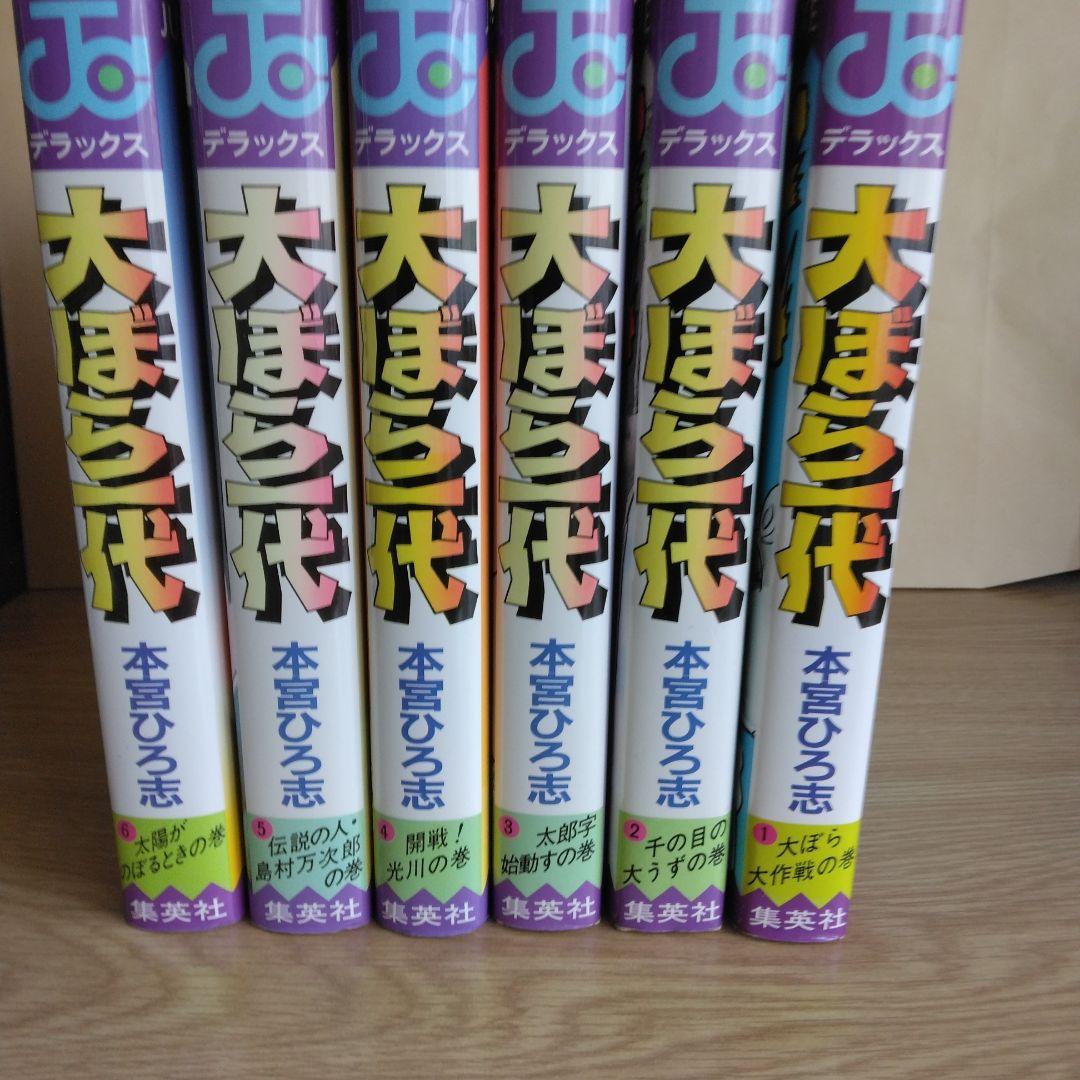 デラックス
大ぼら一代
本宮ひろ志
6
太陽が
のぼるときの巻
集英社
デラックス
大ぼら一代
本宮ひろ志
5
伝説の人・
島村万次郎
の巻
集英社
デラックス
大ぼら一代
本宮ひろ志
4
開戦!
光川の巻
集英社
デラックス
大ぼら一代
本宮ひろ志
3
太郎字
始動すの巻
集英社
デラックス
大ぼら一代
本宮ひろ志
2
千の目の
大うずの巻
集英社
デラックス
大ぼら一代
本宮ひろ志
1
大ぼら
大作戦の巻
集英社